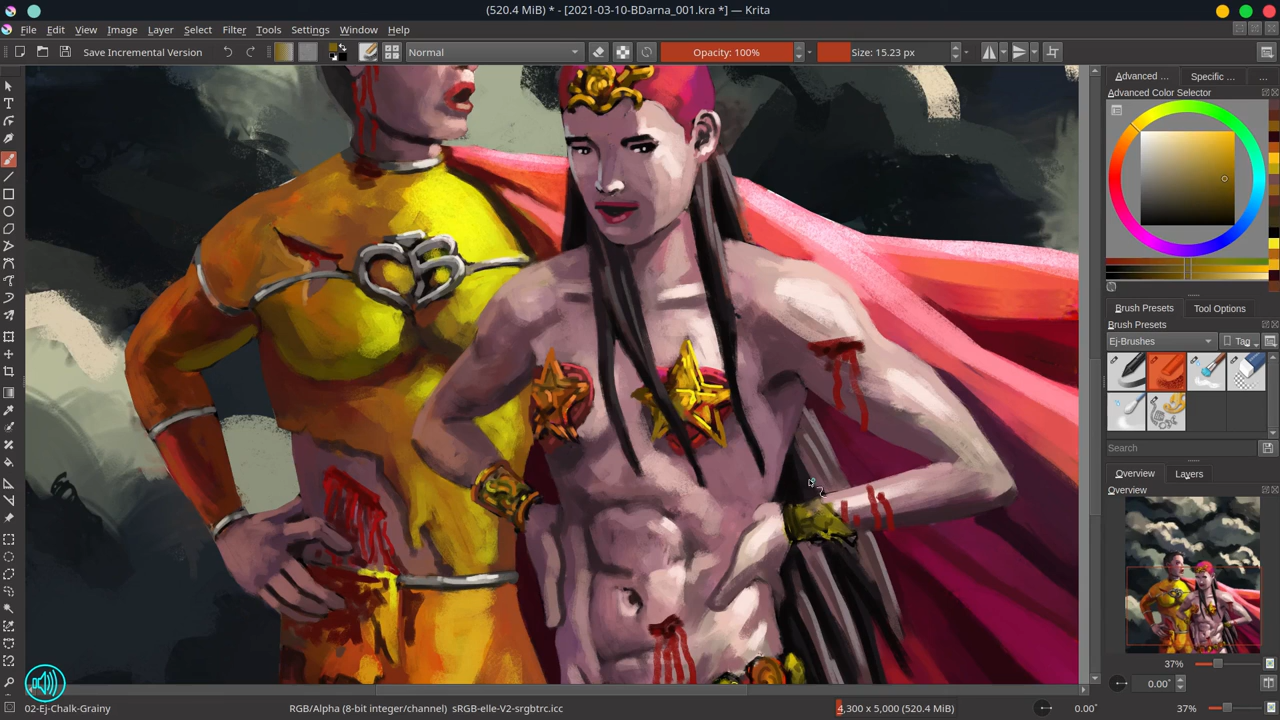 (520.4 MiB) * - [2021-03-10-BDarna_001.kra *] — Krita
File Edit View Image Layer Select Filter Tools Settings Window Help
Save Incremental Version Normal Opacity: 100% Size: 15.23 px
Advanced ... Specific ... ...
Advanced Color Selector
Brush Presets Tool Options
Brush Presets
Ej-Brushes Tag
Search
Overview Layers
Overview
37%
0.00°
02-Ej-Chalk-Grainy RGB/Alpha (8-bit integer/channel) sRGB-elle-V2-srgbtrc.icc 4,300 x 5,000 (520.4 MiB) 0.00° 37%